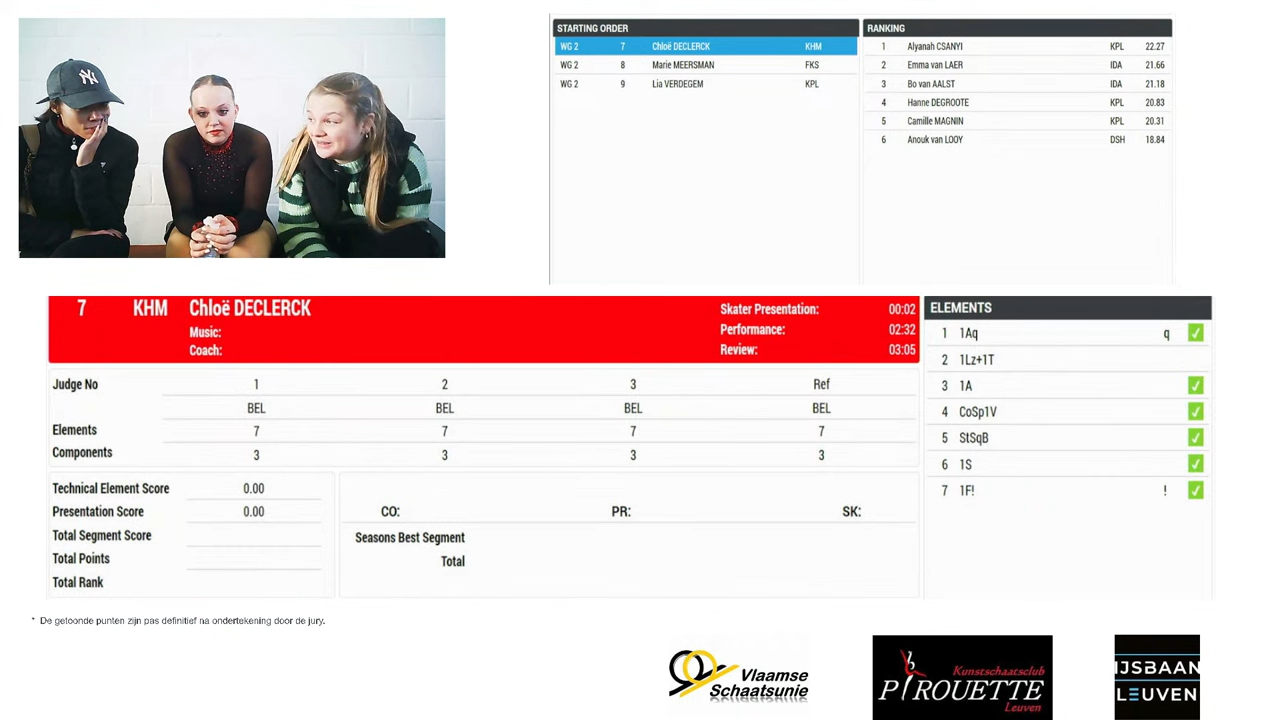 STARTING ORDER
WG 2 7 Chloë DECLERCK KHM
WG 2 8 Marie MEERSMAN FKS
WG 2 9 Lia VERDEGEM KPL
RANKING
1 Alyanah CSANYI KPL 22.27
2 Emma van LAER IDA 21.66
3 Bo van AALST IDA 21.18
4 Hanne DEGROOTE KPL 20.83
5 Camille MAGNIN KPL 20.31
6 Anouk van LOOY DSH 18.84
7 KHM Chloë DECLERCK
Music:
Coach:
Skater Presentation: 00:02
Performance: 02:32
Review: 03:05
Judge No 1 2 3 Ref
BEL BEL BEL BEL
Elements 7 7 7 7
Components 3 3 3 3
Technical Element Score 0.00
Presentation Score 0.00
Total Segment Score
Total Points
Total Rank
CO: PR: SK:
Seasons Best Segment
Total
ELEMENTS
1 1Aq q
2 1Lz+1T
3 1A
4 CoSp1V
5 StSqB
6 1S
7 1F! !
* De getoonde punten zijn pas definitief na ondertekening door de jury.
Vlaamse
Schaatsunie
Kunstschaatsclub
PIROUETTE
Leuven
IJSBAAN
LEUVEN
NY